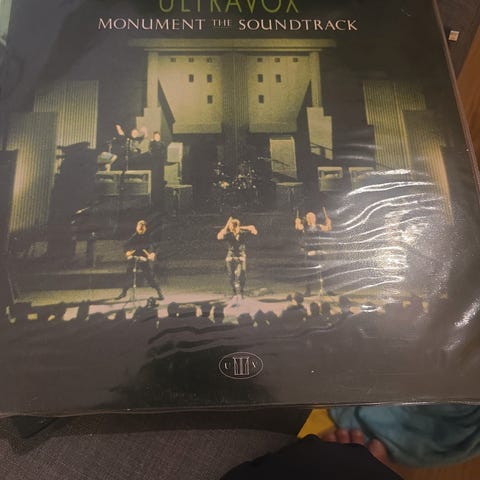 ULTRAVOX
MONUMENT THE SOUNDTRACK
U V